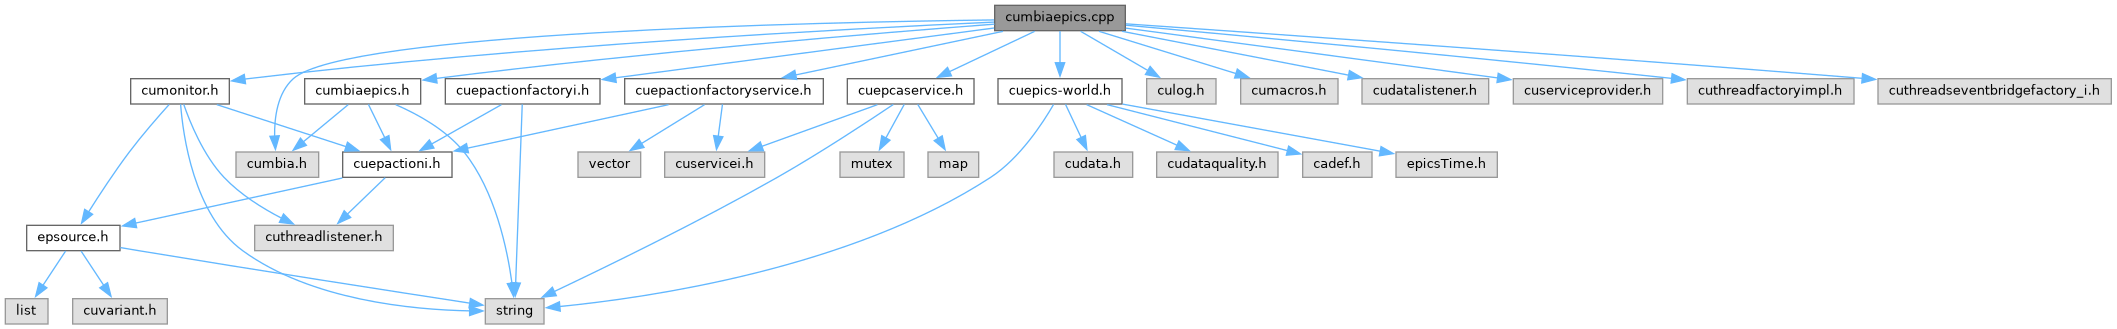 cumbiaepics.cpp
cumonitor.h
cumbiaepics.h
cuepactionfactoryi.h
cuepactionfactoryservice.h
cuepcaservice.h
cuepics-world.h
culog.h
cumacros.h
cudatalistener.h
cuserviceprovider.h
cuthreadfactoryimpl.h
cuthreadseventbridgefactory_i.h
cumbia.h
cuepactioni.h
vector
cuservicei.h
mutex
map
cudata.h
cudataquality.h
cadef.h
epicsTime.h
epsource.h
cuthreadlistener.h
list
cuvariant.h
string